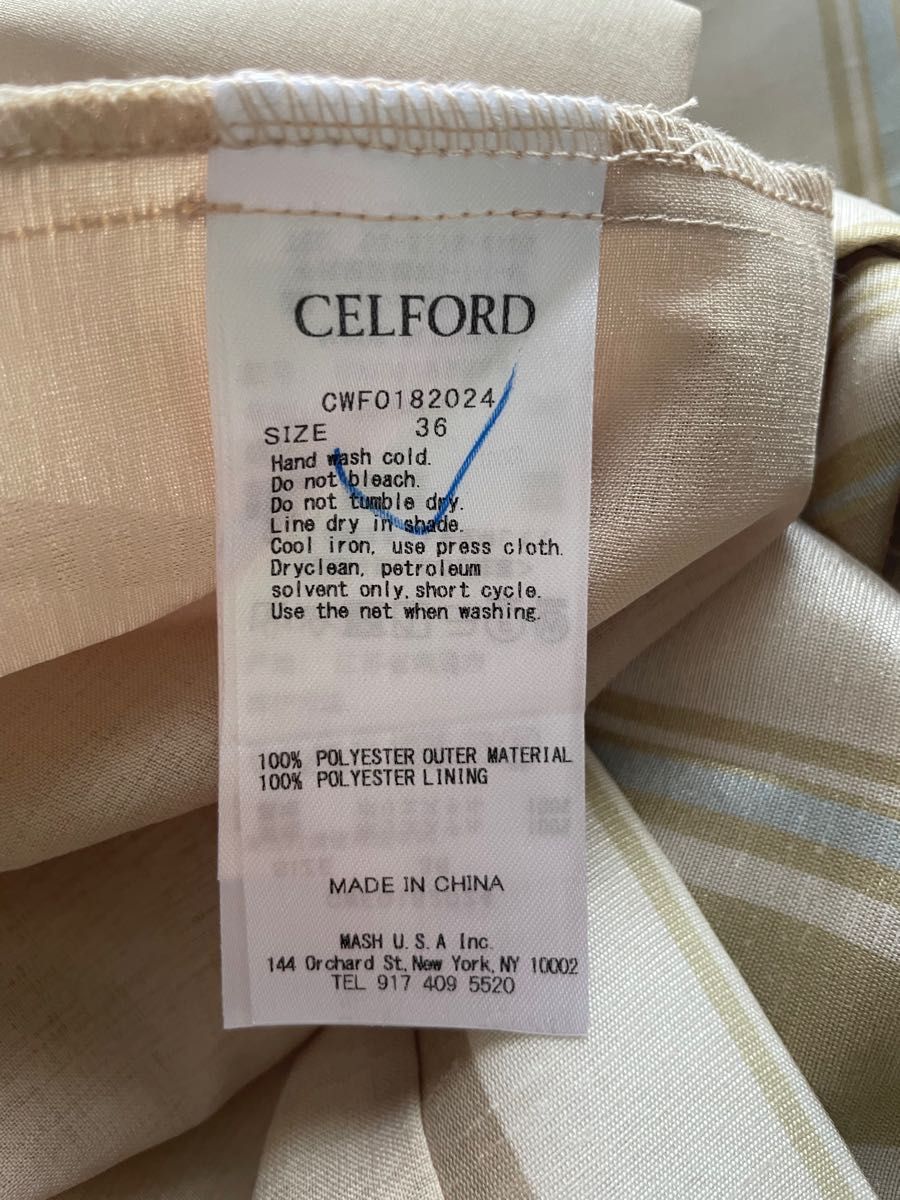 CELFORD
CWFO182024
SIZE 36
Hand wash cold.
Do not bleach.
Do not tumble dry.
Line dry in shade.
Cool iron, use press cloth.
Dryclean, petroleum
solvent only, short cycle.
Use the net when washing.
100% POLYESTER OUTER MATERIAL
100% POLYESTER LINING
MADE IN CHINA
MASH U.S.A Inc.
144 Orchard St, New York, NY 10002
TEL 917 409 5520